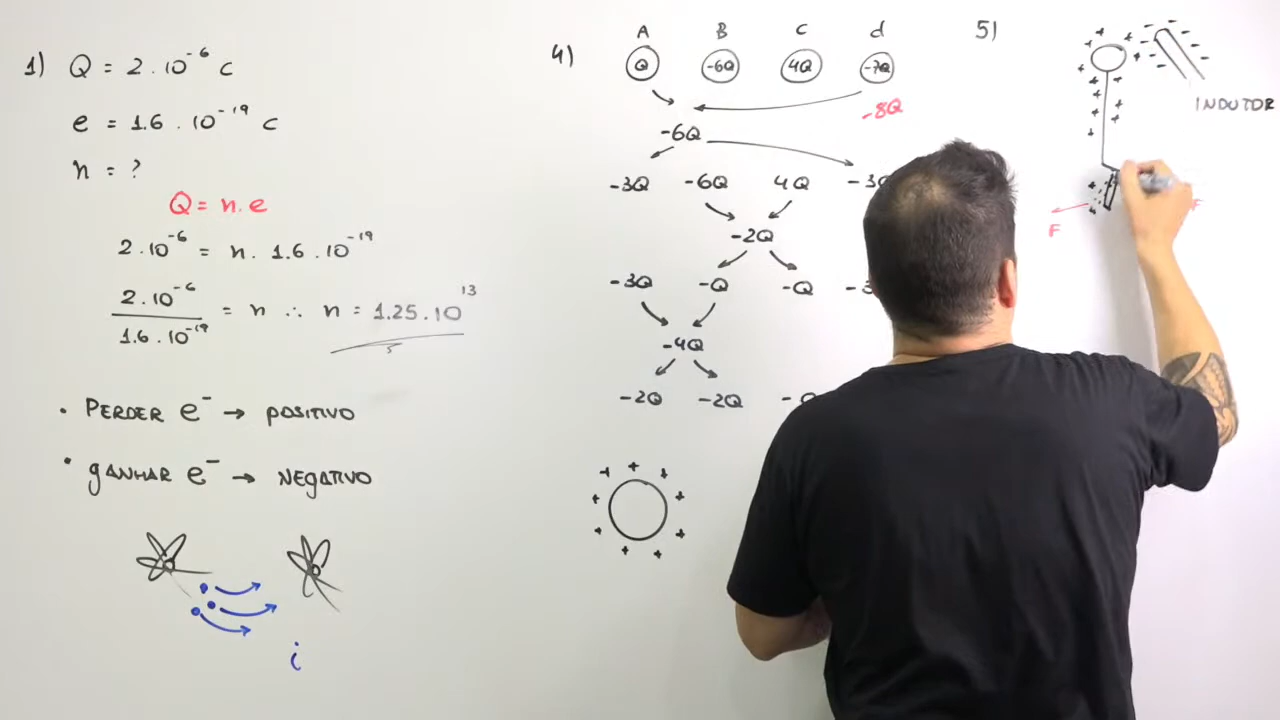 1) Q = 2.10⁻⁶ C
e = 1.6.10⁻¹⁹ C
n = ?
Q = n.e
2.10⁻⁶ = n.1.6.10⁻¹⁹
2.10⁻⁶ / 1.6.10⁻¹⁹ = n ∴ n = 1.25.10¹³
• PERDER e⁻ → POSITIVO
• GANHAR e⁻ → NEGATIVO
i
4) A B C d
Q -6Q 4Q -7Q
-8Q
-6Q
-3Q -6Q 4Q
-2Q
-3Q -Q -Q
-4Q
-2Q -2Q
+ + + + + + + + +
5)
INDUTOR
F
F